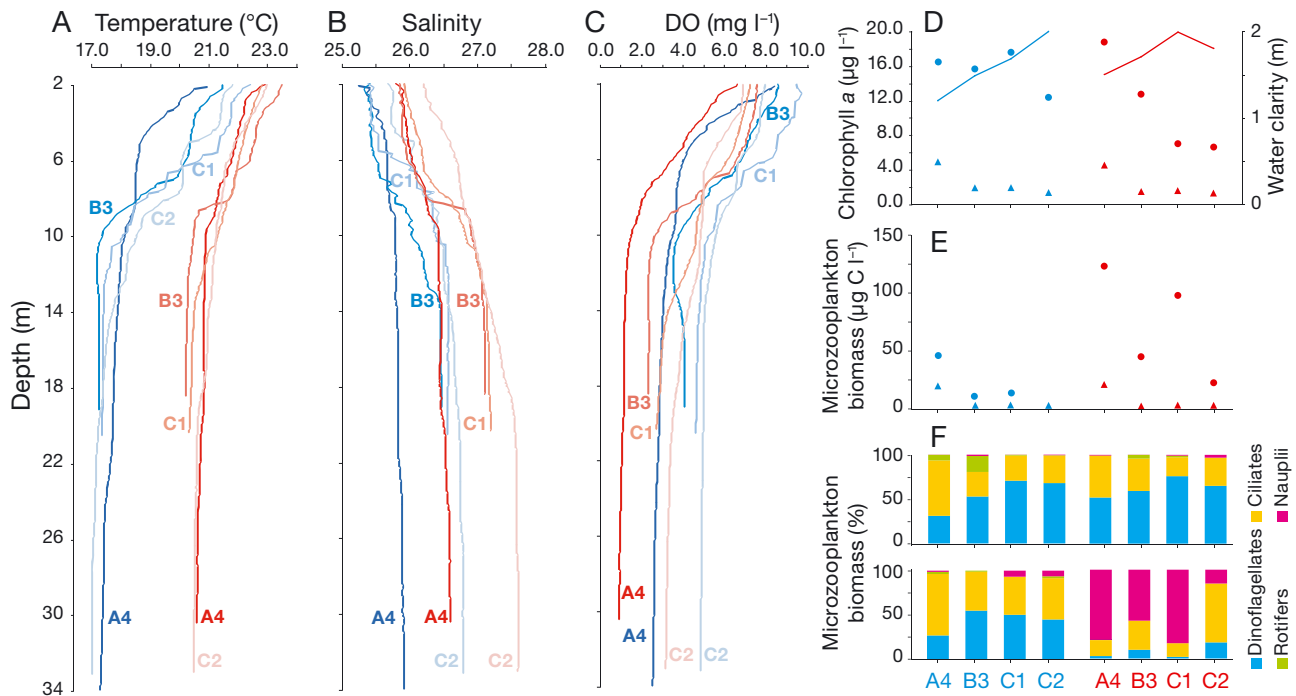 A Temperature (°C)
17.0 19.0 21.0 23.0
B Salinity
25.0 26.0 27.0 28.0
C DO (mg l⁻¹)
0.0 2.0 4.0 6.0 8.0 10.0
Depth (m)
2
6
10
14
18
22
26
30
34
B3
C1
C2
B3
C1
A4
A4
C2
C1
B3
B3
A4
A4
C2
C2
B3
C1
B3
C1
A4
A4
C2
C2
D
Chlorophyll a (µg l⁻¹)
20.0
16.0
12.0
8.0
4.0
0.0
Water clarity (m)
2
1
0
E
Microzooplankton
biomass (µg C l⁻¹)
150
100
50
0
F
Microzooplankton
biomass (%)
100
50
0
100
50
0
A4 B3 C1 C2 A4 B3 C1 C2
Dinoflagellates
Ciliates
Rotifers
Nauplii